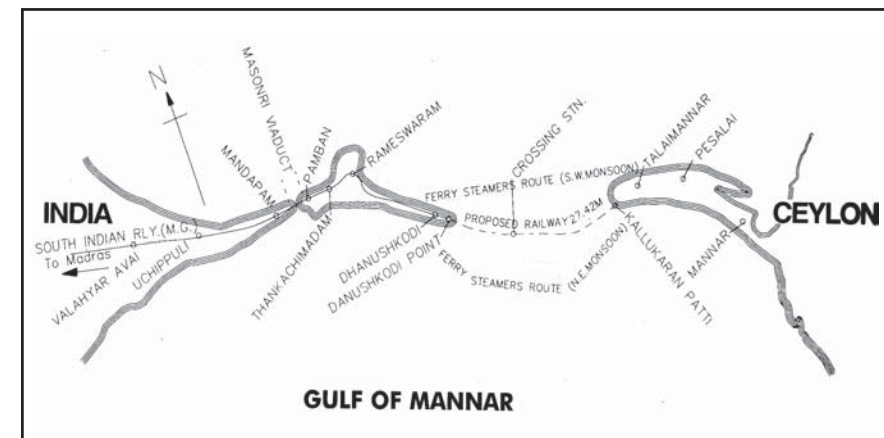 N
MASONRI VIADUCT
PAMBAN
MANDAPAM
RAMESWARAM
CROSSING STN.
TALAIMANNAR
PESALAI
FERRY STEAMERS ROUTE (S.W.MONSOON)
INDIA
CEYLON
SOUTH INDIAN RLY.(M.G.)
To Madras
PROPOSED RAILWAY 27.42M
VALAHYAR AVAI
UCHIPPULI
THANKACHIMADAM
DHANUSHKODI
DANUSHKODI POINT
FERRY STEAMERS ROUTE (N.E.MONSOON)
KALLUKARAN PATTI
MANNAR
GULF OF MANNAR